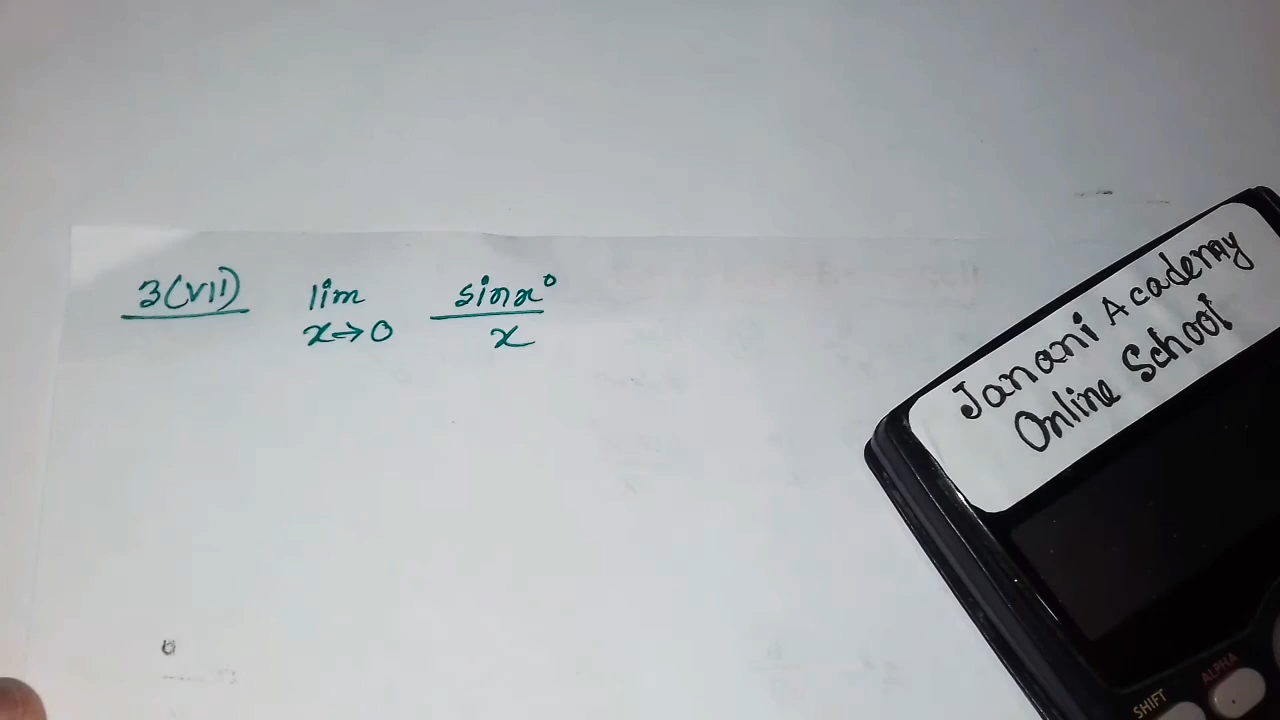 3(VII) lim sinx°
x→0 x
Janani Academy
Online School
SHIFT ALPHA